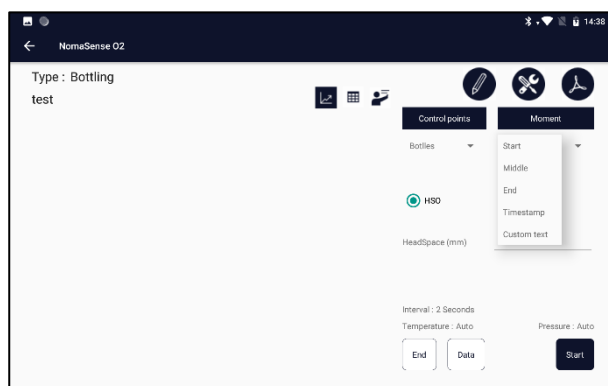 14:38
NomaSense O2
Type : Bottling
test
Control points
Moment
Botlles
Start
Middle
End
Timestamp
Custom text
HSO
HeadSpace (mm)
Interval : 2 Seconds
Temperature : Auto
Pressure : Auto
End
Data
Start